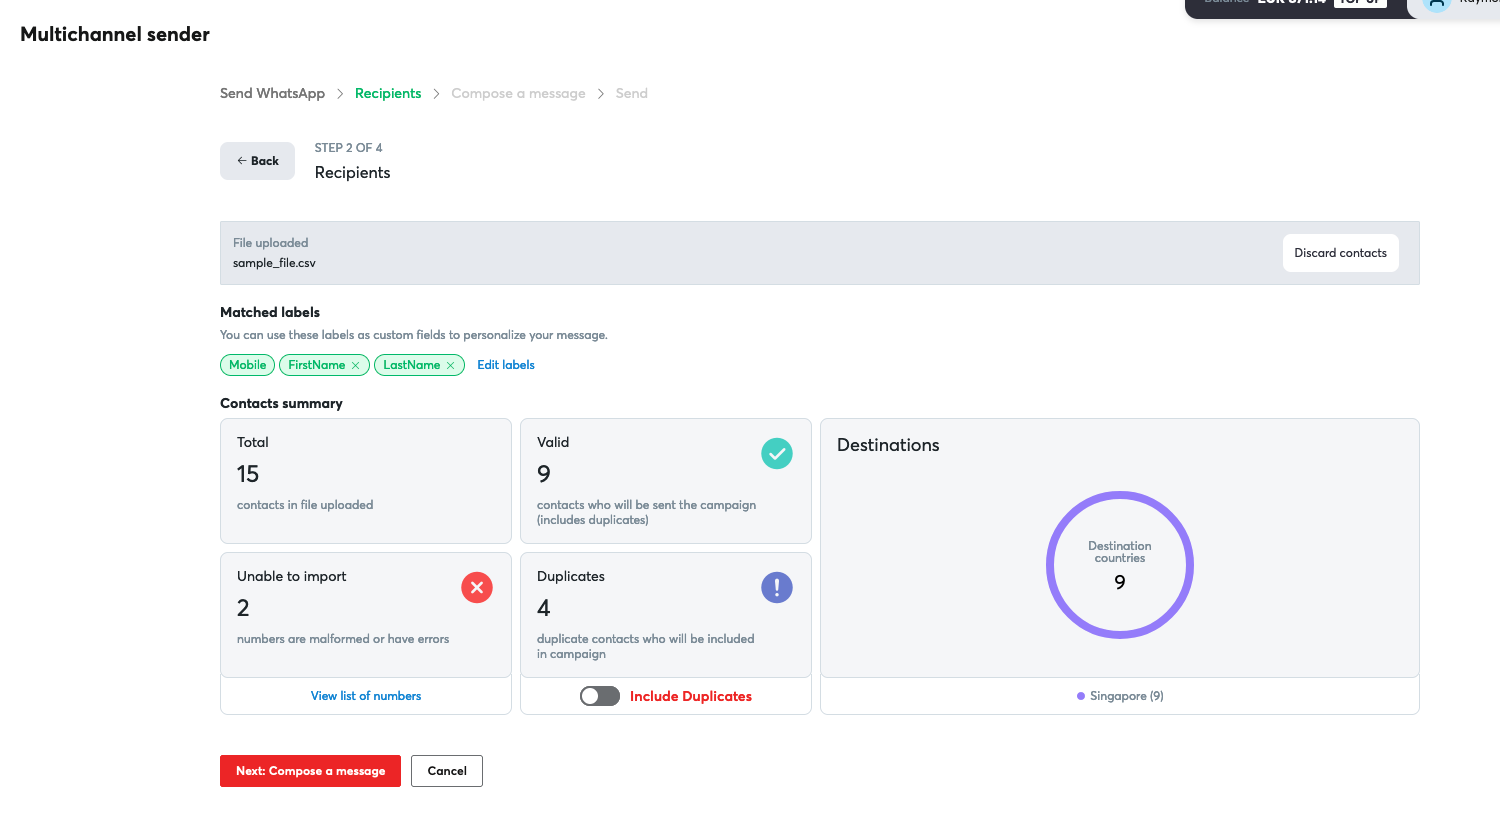 Multichannel sender
Send WhatsApp > Recipients > Compose a message > Send
← Back
STEP 2 OF 4
Recipients
File uploaded
sample_file.csv
Discard contacts
Matched labels
You can use these labels as custom fields to personalize your message.
Mobile FirstName × LastName × Edit labels
Contacts summary
Total
15
contacts in file uploaded
Valid
9
contacts who will be sent the campaign
(includes duplicates)
Unable to import
2
numbers are malformed or have errors
View list of numbers
Duplicates
4
duplicate contacts who will be included
in campaign
Include Duplicates
Destinations
Destination
countries
9
Singapore (9)
Next: Compose a message
Cancel